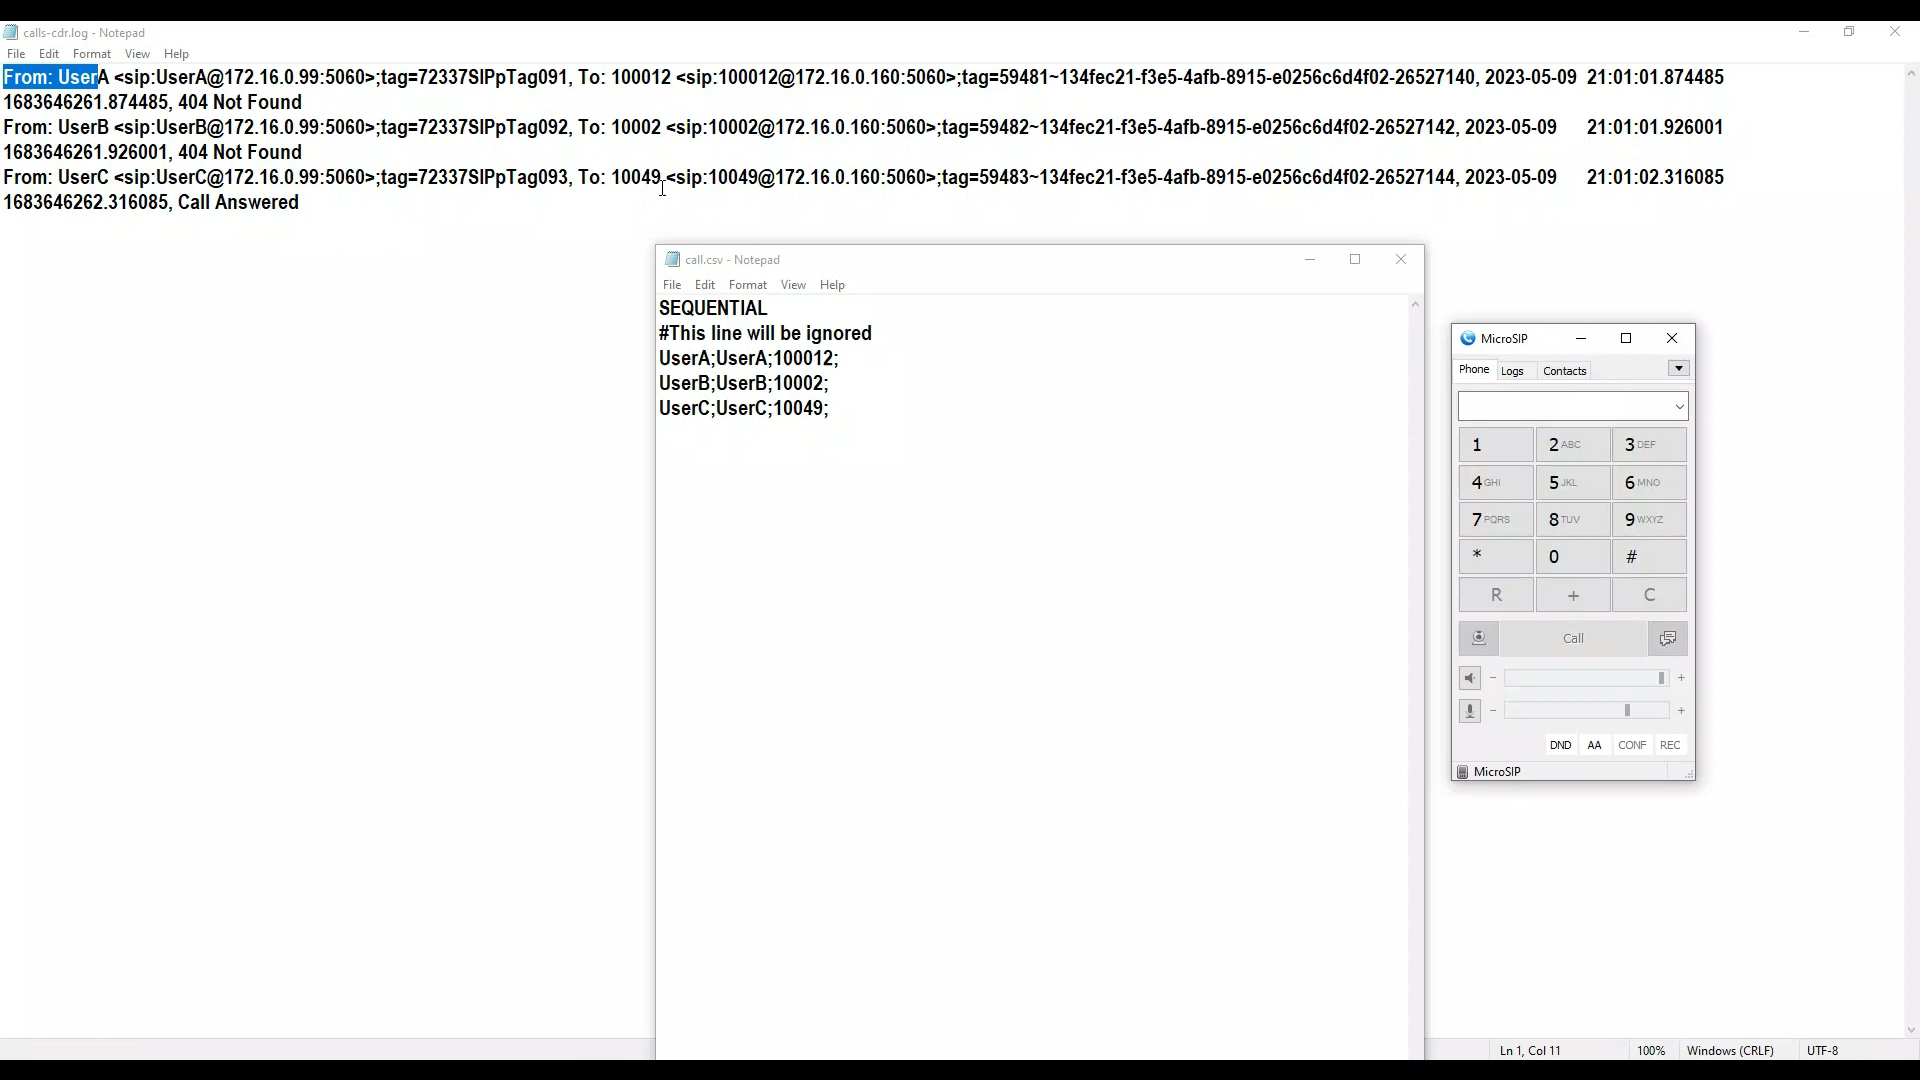 calls-cdr.log - Notepad
File Edit Format View Help
From: UserA <sip:UserA@172.16.0.99:5060>;tag=72337SIPpTag091, To: 100012 <sip:100012@172.16.0.160:5060>;tag=59481~134fec21-f3e5-4afb-8915-e0256c6d4f02-26527140, 2023-05-09 21:01:01.874485
1683646261.874485, 404 Not Found
From: UserB <sip:UserB@172.16.0.99:5060>;tag=72337SIPpTag092, To: 10002 <sip:10002@172.16.0.160:5060>;tag=59482~134fec21-f3e5-4afb-8915-e0256c6d4f02-26527142, 2023-05-09 21:01:01.926001
1683646261.926001, 404 Not Found
From: UserC <sip:UserC@172.16.0.99:5060>;tag=72337SIPpTag093, To: 10049 <sip:10049@172.16.0.160:5060>;tag=59483~134fec21-f3e5-4afb-8915-e0256c6d4f02-26527144, 2023-05-09 21:01:02.316085
1683646262.316085, Call Answered
call.csv - Notepad
File Edit Format View Help
SEQUENTIAL
#This line will be ignored
UserA;UserA;100012;
UserB;UserB;10002;
UserC;UserC;10049;
MicroSIP
Phone Logs Contacts
1 2 ABC 3 DEF
4 GHI 5 JKL 6 MNO
7 PQRS 8 TUV 9 WXYZ
* 0 #
R + C
Call
- +
- +
DND AA CONF REC
MicroSIP
Ln 1, Col 11 100% Windows (CRLF) UTF-8